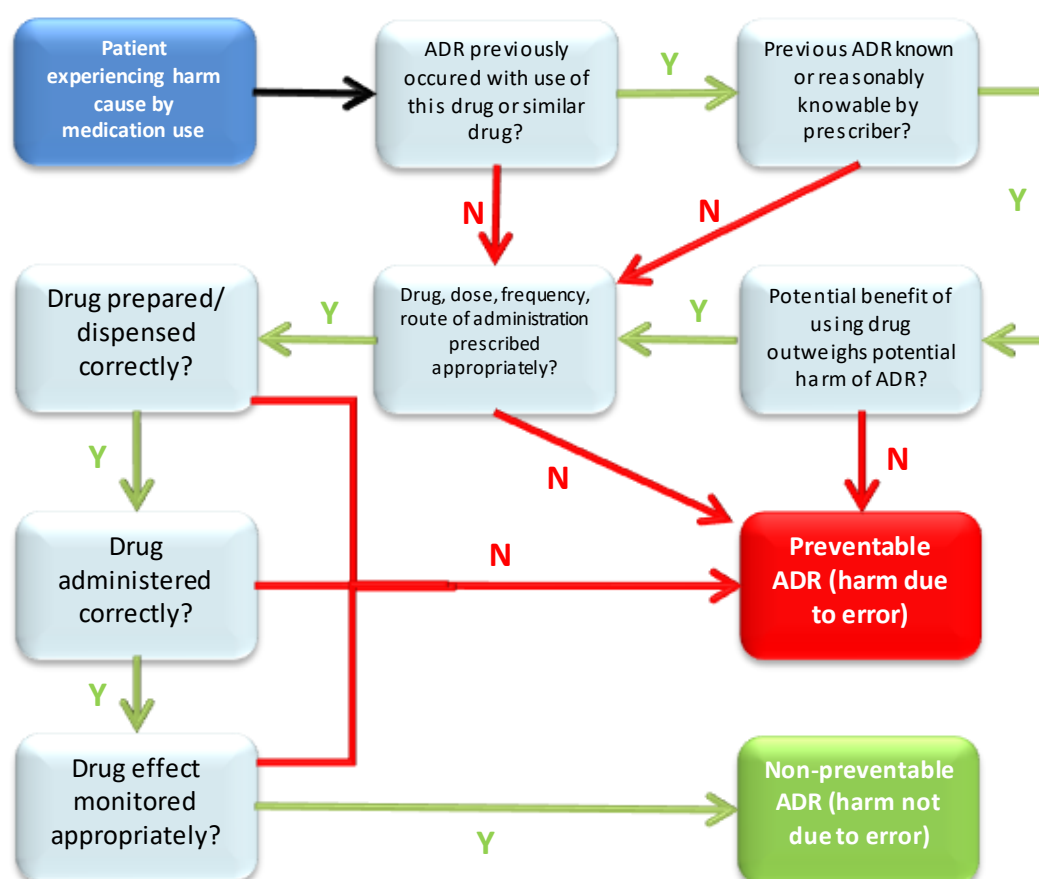 Patient
experiencing harm
cause by
medication use
ADR previously
occured with use of
this drug or similar
drug?
Y
Previous ADR known
or reasonably
knowable by
prescriber?
Y
N
N
Drug prepared/
dispensed
correctly?
Y
Drug, dose, frequency,
route of administration
prescribed
appropriately?
Y
Potential benefit of
using drug
outweighs potential
harm of ADR?
Y
N
N
Drug
administered
correctly?
N
Preventable
ADR (harm due
to error)
Y
Drug effect
monitored
appropriately?
Y
Non-preventable
ADR (harm not
due to error)